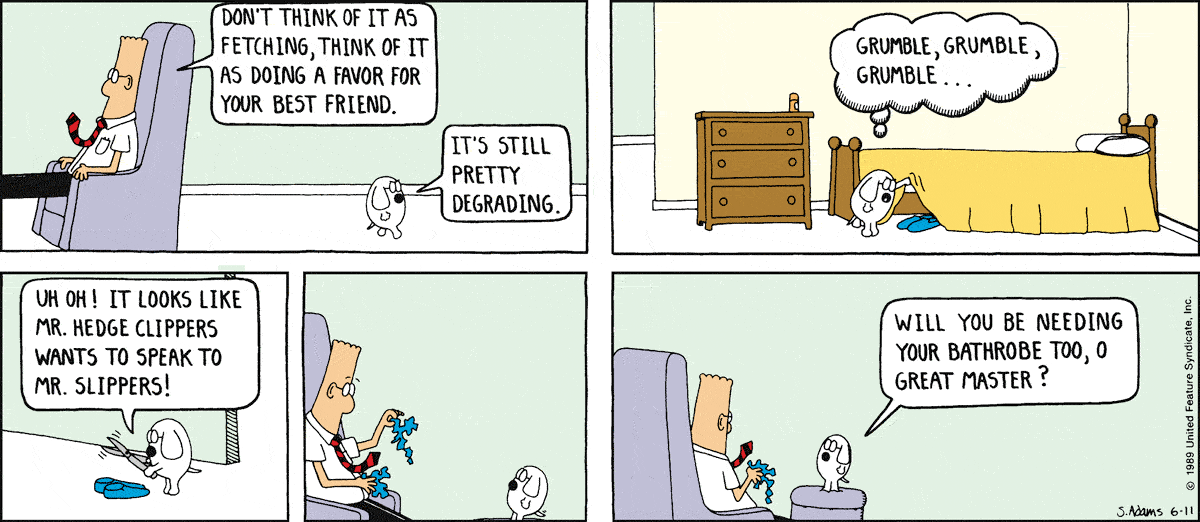 DON'T THINK OF IT AS
FETCHING, THINK OF IT
AS DOING A FAVOR FOR
YOUR BEST FRIEND.
IT'S STILL
PRETTY
DEGRADING.
GRUMBLE, GRUMBLE,
GRUMBLE...
UH OH! IT LOOKS LIKE
MR. HEDGE CLIPPERS
WANTS TO SPEAK TO
MR. SLIPPERS!
WILL YOU BE NEEDING
YOUR BATHROBE TOO, O
GREAT MASTER?
S. Adams 6-11
© 1989 United Feature Syndicate, Inc.